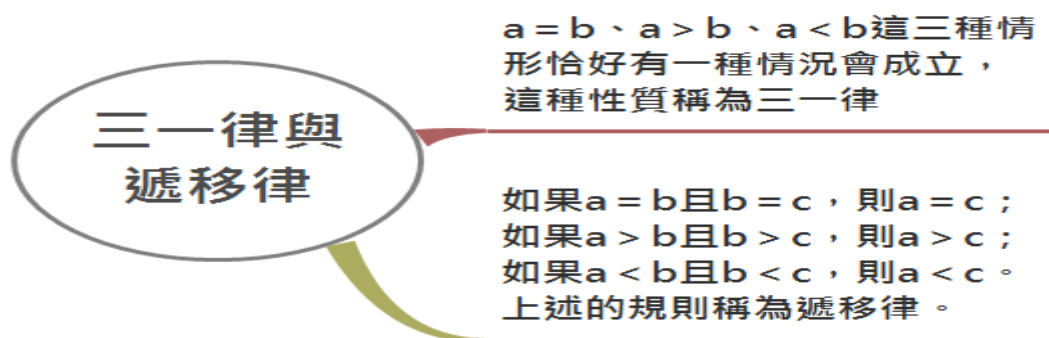 三一律與
遞移律
a=b、a>b、a<b這三種情
形恰好有一種情況會成立，
這種性質稱為三一律
如果a=b且b=c，則a=c；
如果a>b且b>c，則a>c；
如果a<b且b<c，則a<c。
上述的規則稱為遞移律。